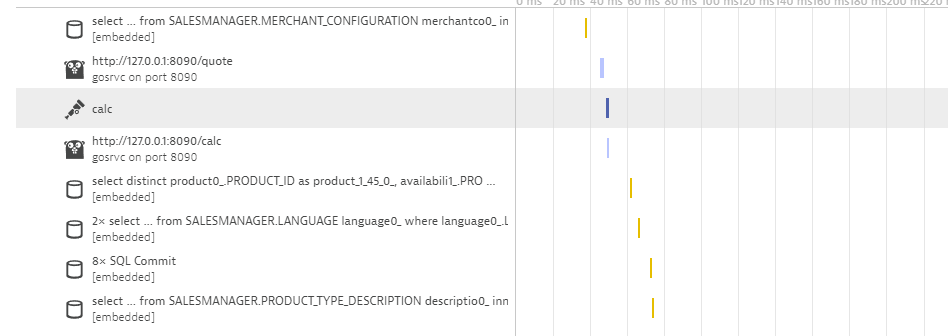 0 ms 20 ms 40 ms 60 ms 80 ms 100 ms 120 ms 140 ms 160 ms 180 ms 200 ms 220
select ... from SALESMANAGER.MERCHANT_CONFIGURATION merchantco0_ in
[embedded]
http://127.0.0.1:8090/quote
gosrvc on port 8090
calc
http://127.0.0.1:8090/calc
gosrvc on port 8090
select distinct product0_.PRODUCT_ID as product_1_45_0_, availabili1_.PRO ...
[embedded]
2× select ... from SALESMANAGER.LANGUAGE language0_ where language0_.L
[embedded]
8× SQL Commit
[embedded]
select ... from SALESMANAGER.PRODUCT_TYPE_DESCRIPTION descriptio0_ inn
[embedded]